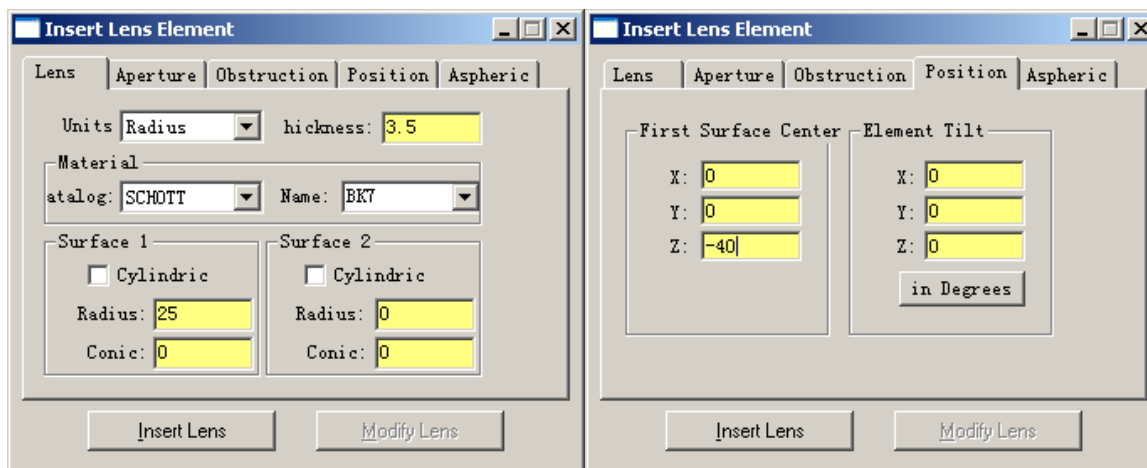 Insert Lens Element
Lens Aperture Obstruction Position Aspheric
Units Radius hickness: 3.5
Material
atalog: SCHOTT Name: BK7
Surface 1 Surface 2
Cylindric Cylindric
Radius: 25 Radius: 0
Conic: 0 Conic: 0
Insert Lens Modify Lens
Insert Lens Element
Lens Aperture Obstruction Position Aspheric
First Surface Center Element Tilt
X: 0 X: 0
Y: 0 Y: 0
Z: -40 Z: 0
in Degrees
Insert Lens Modify Lens